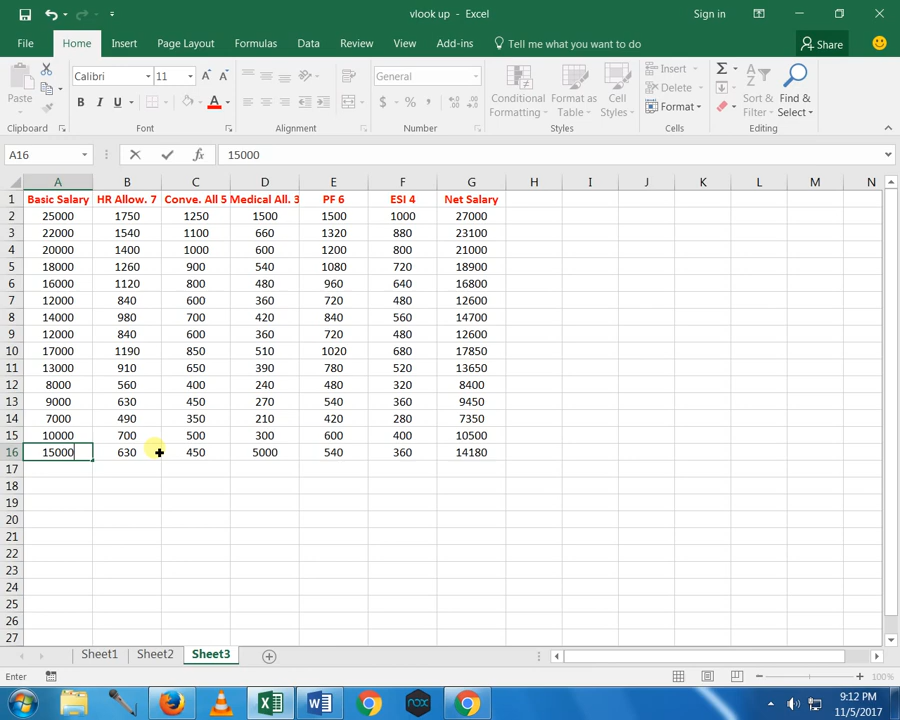 vlook up - Excel
Sign in
File Home Insert Page Layout Formulas Data Review View Add-ins Tell me what you want to do Share
Paste
Calibri 11
B I U A
General
$ % ,
Conditional Formatting
Format as Table
Cell Styles
Insert
Delete
Format
Sort & Filter
Find & Select
Clipboard Font Alignment Number Styles Cells Editing
A16 fx 15000
A B C D E F G H I J K L M N
1 Basic Salary HR Allow. 7 Conve. All 5 Medical All. 3 PF 6 ESI 4 Net Salary
2 25000 1750 1250 1500 1500 1000 27000
3 22000 1540 1100 660 1320 880 23100
4 20000 1400 1000 600 1200 800 21000
5 18000 1260 900 540 1080 720 18900
6 16000 1120 800 480 960 640 16800
7 12000 840 600 360 720 480 12600
8 14000 980 700 420 840 560 14700
9 12000 840 600 360 720 480 12600
10 17000 1190 850 510 1020 680 17850
11 13000 910 650 390 780 520 13650
12 8000 560 400 240 480 320 8400
13 9000 630 450 270 540 360 9450
14 7000 490 350 210 420 280 7350
15 10000 700 500 300 600 400 10500
16 15000 630 450 5000 540 360 14180
17
18
19
20
21
22
23
24
25
26
27
Sheet1 Sheet2 Sheet3
Enter 100%
9:12 PM
11/5/2017